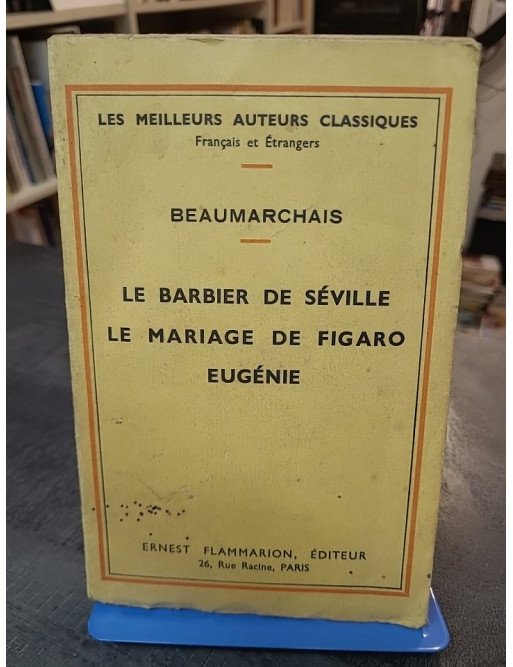 LES MEILLEURS AUTEURS CLASSIQUES
Français et Étrangers
BEAUMARCHAIS
LE BARBIER DE SÉVILLE
LE MARIAGE DE FIGARO
EUGÉNIE
ERNEST FLAMMARION, ÉDITEUR
26, Rue Racine, PARIS